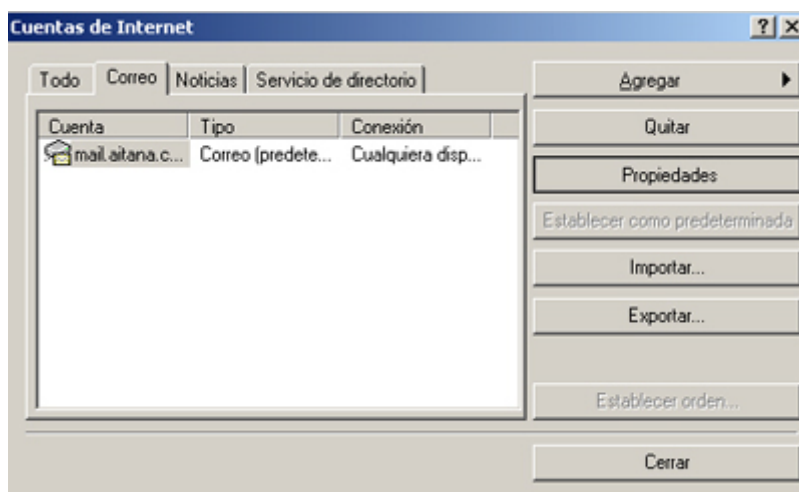 Cuentas de Internet
Todo Correo Noticias Servicio de directorio
Cuenta Tipo Conexión
mail.aitana.c... Correo (predete... Cualquiera disp...
Agregar
Quitar
Propiedades
Establecer como predeterminada
Importar...
Exportar...
Establecer orden...
Cerrar